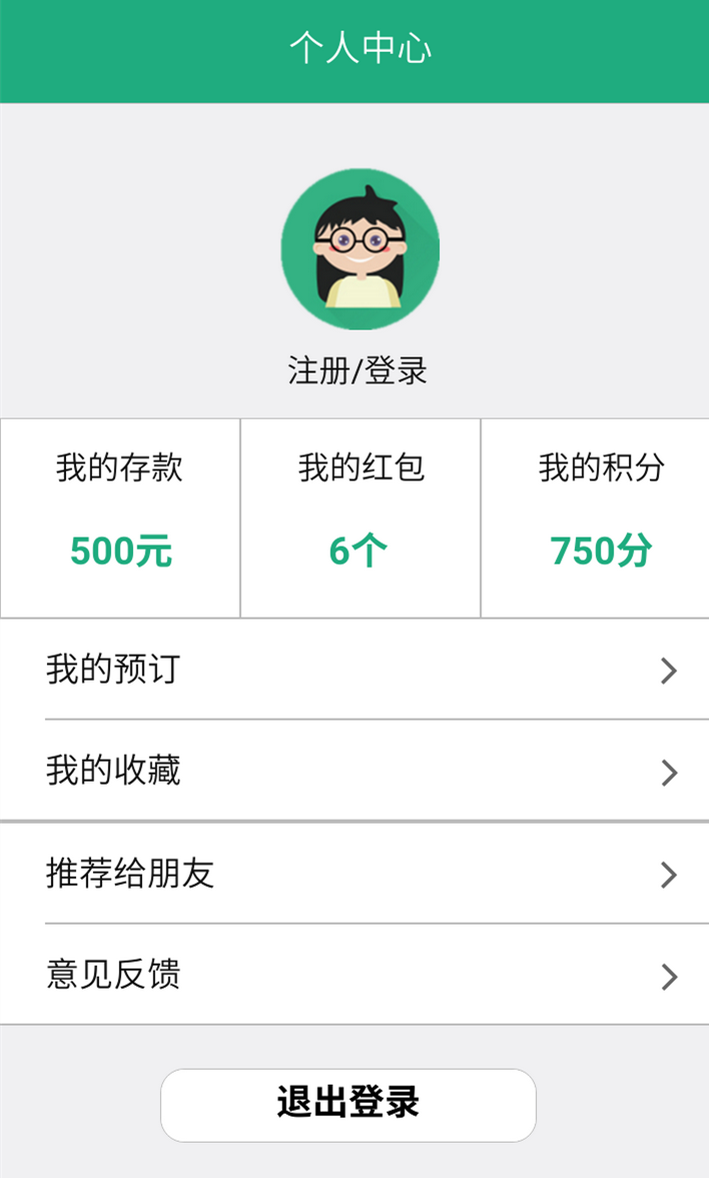 个人中心
注册/登录
我的存款
我的红包
我的积分
500元
6个
750分
我的预订
我的收藏
推荐给朋友
意见反馈
退出登录